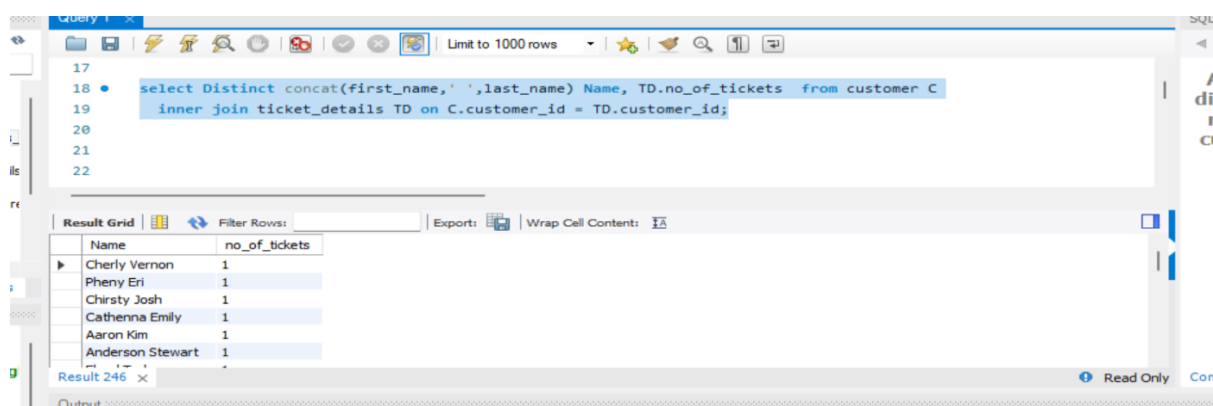 Query 1
SQL
Limit to 1000 rows
17
18 select Distinct concat(first_name,' ',last_name) Name, TD.no_of_tickets from customer C
19 inner join ticket_details TD on C.customer_id = TD.customer_id;
20
21
22
Result Grid Filter Rows: Export: Wrap Cell Content: IA
Name no_of_tickets
Cherly Vernon 1
Pheny Eri 1
Chirsty Josh 1
Cathenna Emily 1
Aaron Kim 1
Anderson Stewart 1
Result 246 Read Only
Output